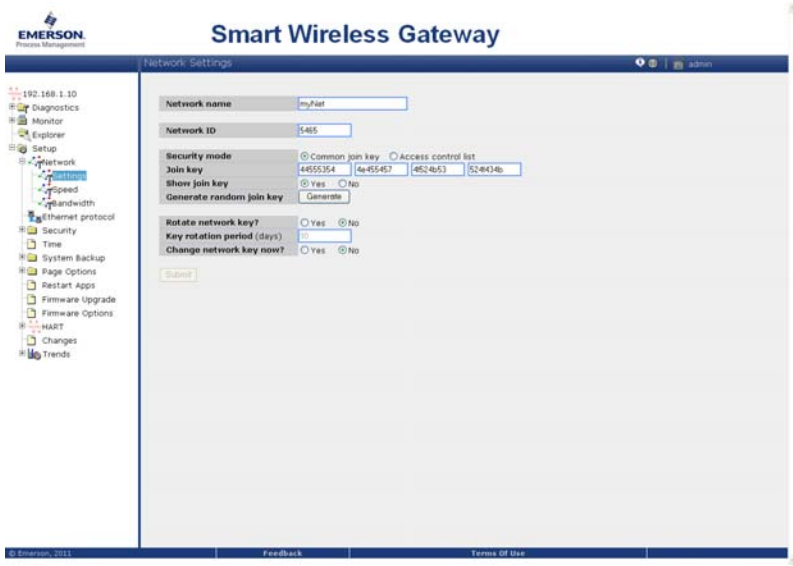 EMERSON.
Process Management
Smart Wireless Gateway
Network Settings
admin
192.168.1.10
Diagnostics
Monitor
Explorer
Setup
Network
Settings
Speed
Bandwidth
Ethernet protocol
Security
Time
System Backup
Page Options
Restart Apps
Firmware Upgrade
Firmware Options
HART
Changes
Trends
Network name myNet
Network ID 5465
Security mode Common join key Access control list
Join key 44555354 4e455457 4f524b53 524f434b
Show join key Yes No
Generate random join key Generate
Rotate network key? Yes No
Key rotation period (days)
Change network key now? Yes No
Submit
© Emerson, 2011 Feedback Terms Of Use